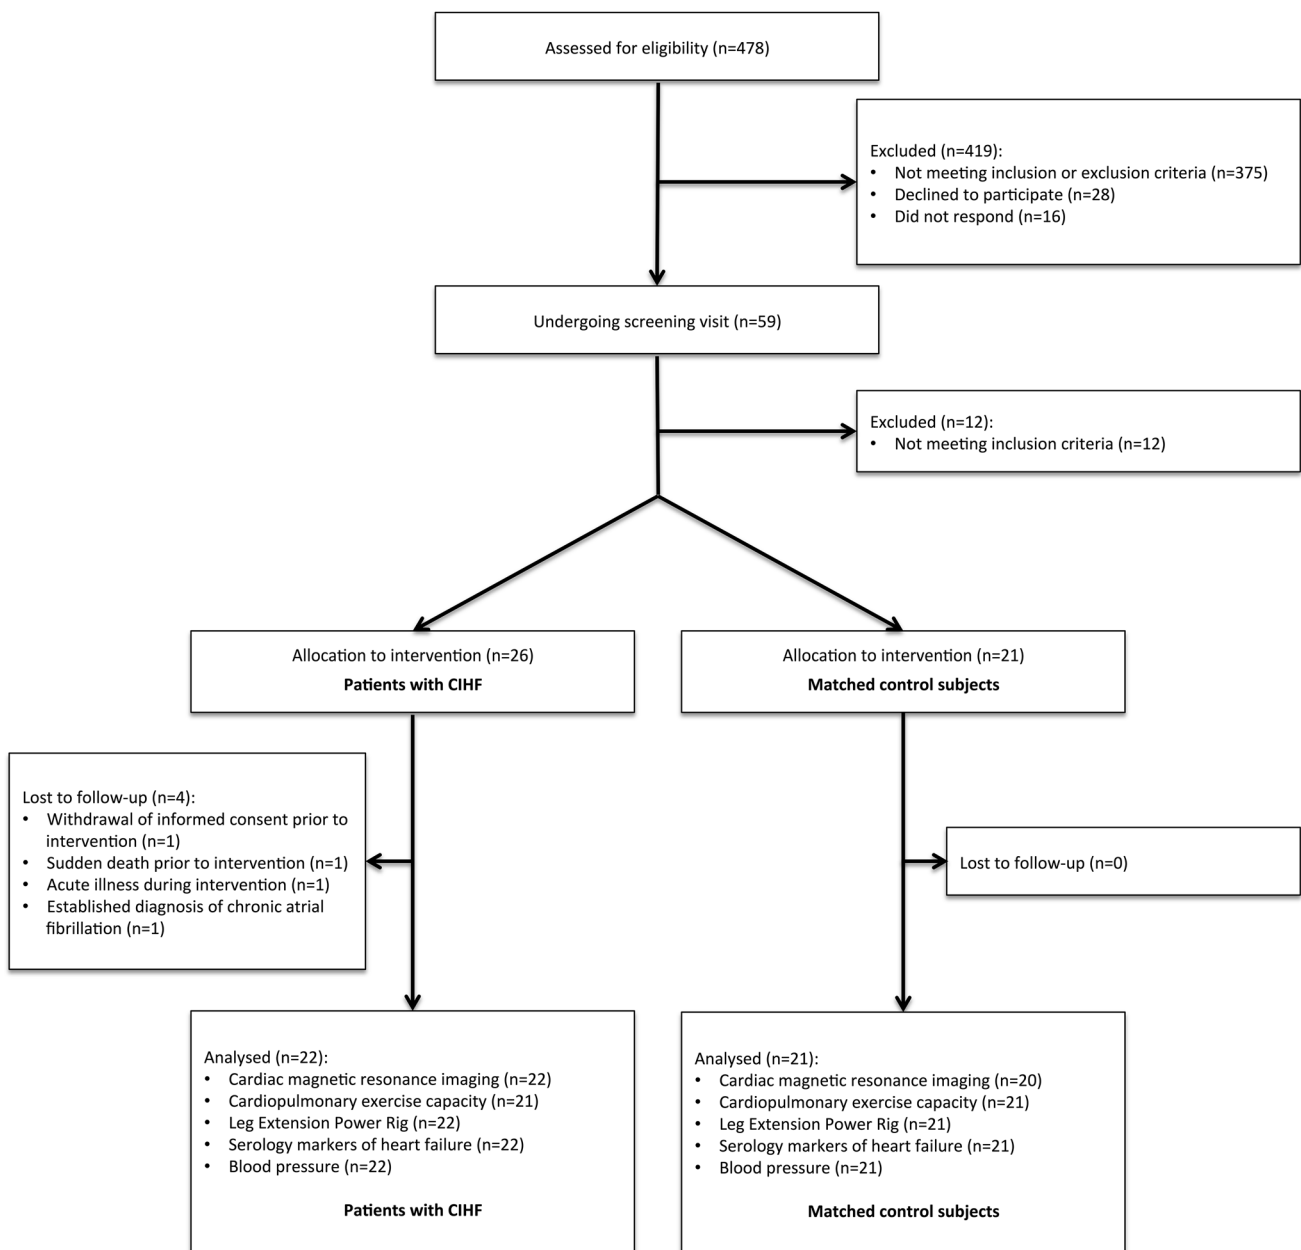 Assessed for eligibility (n=478)
Excluded (n=419):
• Not meeting inclusion or exclusion criteria (n=375)
• Declined to participate (n=28)
• Did not respond (n=16)
Undergoing screening visit (n=59)
Excluded (n=12):
• Not meeting inclusion criteria (n=12)
Allocation to intervention (n=26)
Patients with CIHF
Allocation to intervention (n=21)
Matched control subjects
Lost to follow-up (n=4):
• Withdrawal of informed consent prior to
intervention (n=1)
• Sudden death prior to intervention (n=1)
• Acute illness during intervention (n=1)
• Established diagnosis of chronic atrial
fibrillation (n=1)
Lost to follow-up (n=0)
Analysed (n=22):
• Cardiac magnetic resonance imaging (n=22)
• Cardiopulmonary exercise capacity (n=21)
• Leg Extension Power Rig (n=22)
• Serology markers of heart failure (n=22)
• Blood pressure (n=22)
Patients with CIHF
Analysed (n=21):
• Cardiac magnetic resonance imaging (n=20)
• Cardiopulmonary exercise capacity (n=21)
• Leg Extension Power Rig (n=21)
• Serology markers of heart failure (n=21)
• Blood pressure (n=21)
Matched control subjects